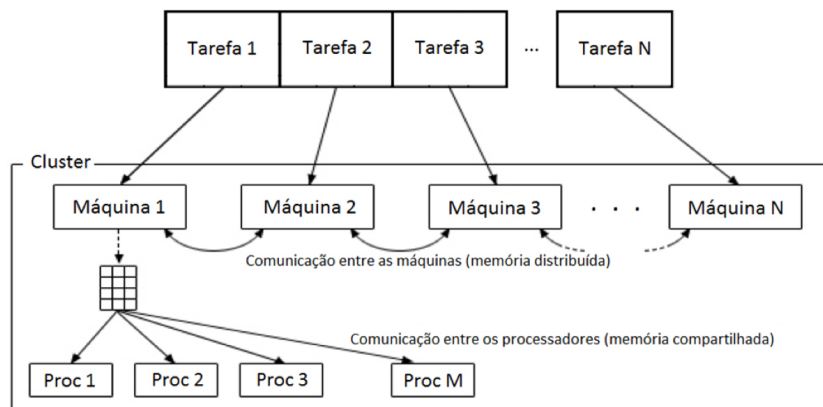 Tarefa 1 Tarefa 2 Tarefa 3 ... Tarefa N
Cluster
Máquina 1 Máquina 2 Máquina 3 . . . Máquina N
Comunicação entre as máquinas (memória distribuída)
Comunicação entre os processadores (memória compartilhada)
Proc 1 Proc 2 Proc 3 Proc M